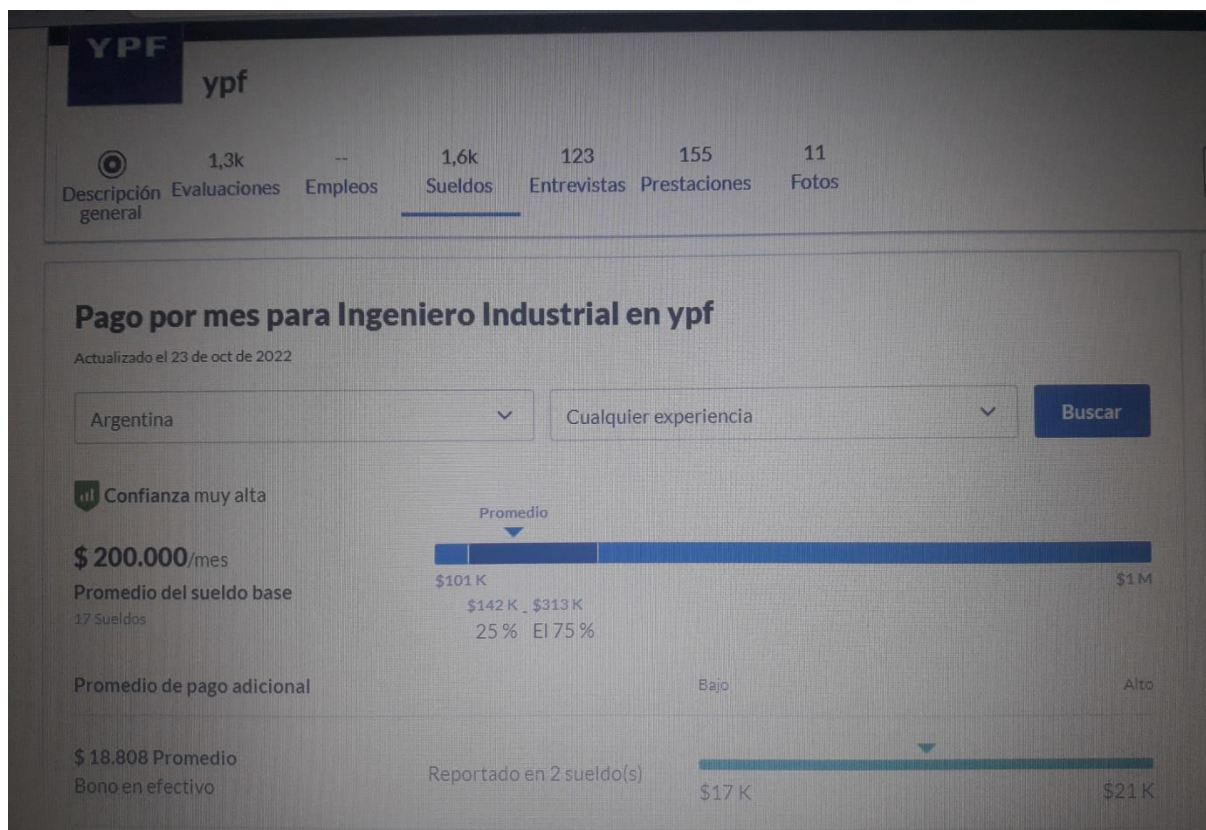 YPF
ypf
1,3k
--
1,6k
123
155
11
Descripción general
Evaluaciones
Empleos
Sueldos
Entrevistas
Prestaciones
Fotos
Pago por mes para Ingeniero Industrial en ypf
Actualizado el 23 de oct de 2022
Argentina
Cualquier experiencia
Buscar
Confianza muy alta
Promedio
$ 200.000/mes
Promedio del sueldo base
17 Sueldos
$101 K
$1 M
$142 K - $313 K
25 % El 75 %
Promedio de pago adicional
Bajo
Alto
$ 18.808 Promedio
Bono en efectivo
Reportado en 2 sueldo(s)
$17 K
$21 K